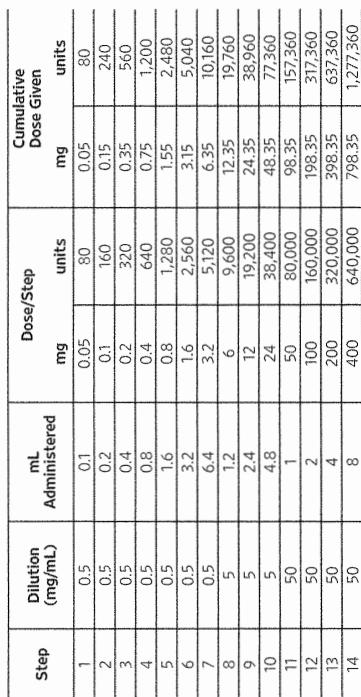 Step Dilution (mg/mL) mL Administered Dose/Step Cumulative Dose Given
mg units mg units
1 0.5 0.1 0.05 80 0.05 80
2 0.5 0.2 0.1 160 0.15 240
3 0.5 0.4 0.2 320 0.35 560
4 0.5 0.8 0.4 640 0.75 1,200
5 0.5 1.6 0.8 1,280 1.55 2,480
6 0.5 3.2 1.6 2,560 3.15 5,040
7 0.5 6.4 3.2 5,120 6.35 10,160
8 5 1.2 6 9,600 12.35 19,760
9 5 2.4 12 19,200 24.35 38,960
10 5 4.8 24 38,400 48.35 77,360
11 50 1 50 80,000 98.35 157,360
12 50 2 100 160,000 198.35 317,360
13 50 4 200 320,000 398.35 637,360
14 50 8 400 640,000 798.35 1,277,360